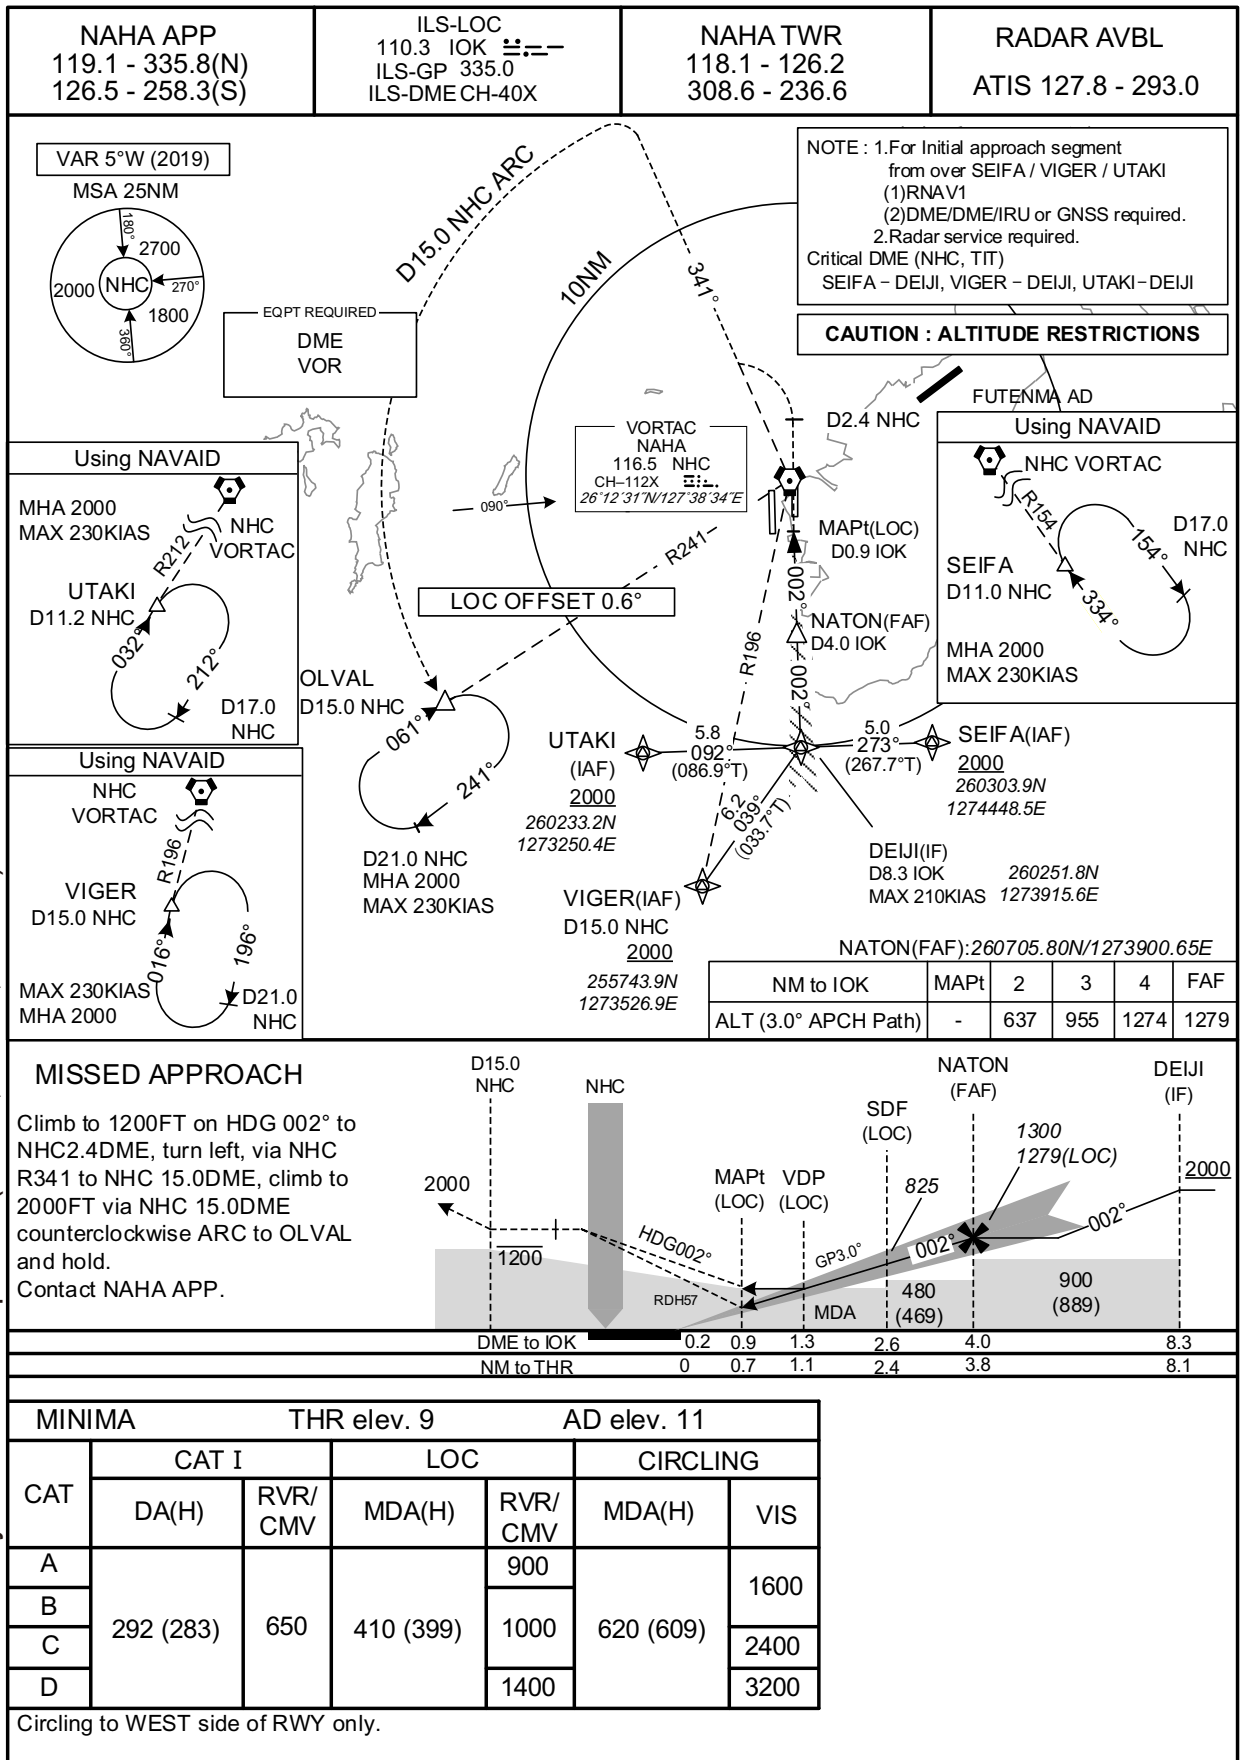 NAHA APP
119.1 - 335.8(N)
126.5 - 258.3(S)
ILS-LOC
110.3 IOK
ILS-GP 335.0
ILS-DME CH-40X
NAHA TWR
118.1 - 126.2
308.6 - 236.6
RADAR AVBL
ATIS 127.8 - 293.0
VAR 5°W (2019)
MSA 25NM
180°
2700
2000
NHC
270°
1800
360°
EQPT REQUIRED
DME
VOR
D15.0 NHC ARC
10NM
341°
NOTE : 1.For Initial approach segment
from over SEIFA / VIGER / UTAKI
(1)RNAV1
(2)DME/DME/IRU or GNSS required.
2.Radar service required.
Critical DME (NHC, TIT)
SEIFA – DEIJI, VIGER – DEIJI, UTAKI–DEIJI
CAUTION : ALTITUDE RESTRICTIONS
FUTENMA AD
D2.4 NHC
VORTAC
NAHA
116.5 NHC
CH–112X
26°12′31″N/127°38′34″E
090°
MAPt(LOC)
D0.9 IOK
002°
NATON(FAF)
D4.0 IOK
002°
R241
R196
LOC OFFSET 0.6°
Using NAVAID
MHA 2000
MAX 230KIAS
NHC
VORTAC
R212
UTAKI
D11.2 NHC
032°
212°
D17.0
NHC
Using NAVAID
NHC VORTAC
R154
154°
D17.0
NHC
SEIFA
D11.0 NHC
334°
MHA 2000
MAX 230KIAS
Using NAVAID
NHC
VORTAC
R196
VIGER
D15.0 NHC
016°
196°
MAX 230KIAS
MHA 2000
D21.0
NHC
OLVAL
D15.0 NHC
061°
241°
D21.0 NHC
MHA 2000
MAX 230KIAS
UTAKI
(IAF)
2000
260233.2N
1273250.4E
5.8
092°
(086.9°T)
5.0
273°
(267.7°T)
SEIFA(IAF)
2000
260303.9N
1274448.5E
6.2
039°
(033.7°T)
VIGER(IAF)
D15.0 NHC
2000
255743.9N
1273526.9E
DEIJI(IF)
D8.3 IOK
MAX 210KIAS
260251.8N
1273915.6E
NATON(FAF):260705.80N/1273900.65E
NM to IOK MAPt 2 3 4 FAF
ALT (3.0° APCH Path) - 637 955 1274 1279
MISSED APPROACH
Climb to 1200FT on HDG 002° to
NHC2.4DME, turn left, via NHC
R341 to NHC 15.0DME, climb to
2000FT via NHC 15.0DME
counterclockwise ARC to OLVAL
and hold.
Contact NAHA APP.
D15.0
NHC
NHC
2000
1200
HDG002°
RDH57
MAPt
(LOC)
VDP
(LOC)
SDF
(LOC)
NATON
(FAF)
DEIJI
(IF)
825
1300
1279(LOC)
2000
GP3.0°
002°
002°
MDA
480
(469)
900
(889)
DME to IOK 0.2 0.9 1.3 2.6 4.0 8.3
NM to THR 0 0.7 1.1 2.4 3.8 8.1
MINIMA THR elev. 9 AD elev. 11
CAT
CAT I LOC CIRCLING
DA(H) RVR/CMV MDA(H) RVR/CMV MDA(H) VIS
A 900
B 1600
292 (283) 650 410 (399) 1000 620 (609)
C 2400
D 1400 3200
Circling to WEST side of RWY only.